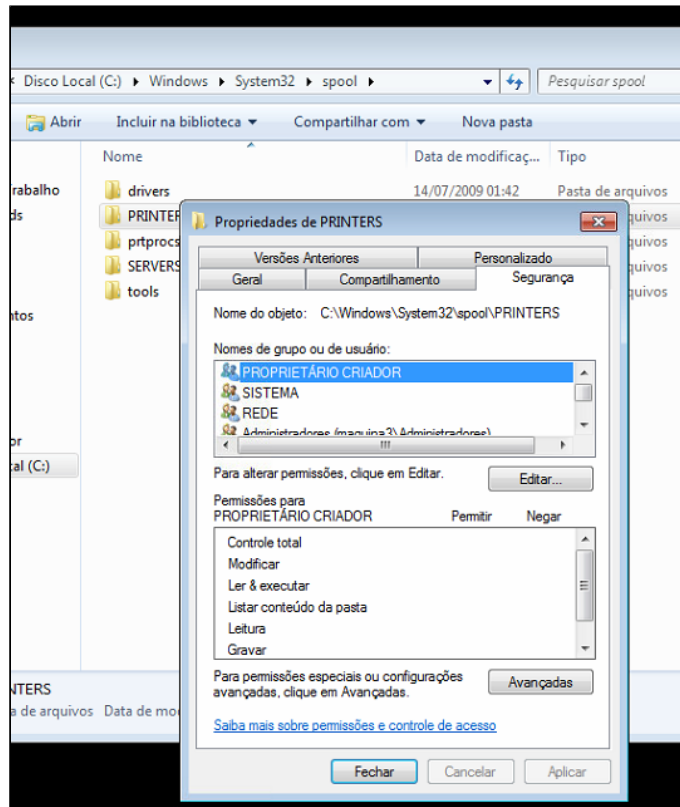 Disco Local (C:) Windows System32 spool Pesquisar spool
Abrir Incluir na biblioteca Compartilhar com Nova pasta
Nome Data de modificaç... Tipo
rabalho drivers 14/07/2009 01:42 Pasta de arquivos
ds PRINTER quivos
prtprocs quivos
SERVERS quivos
tools quivos
ntos
or
cal (C:)
NTERS
a de arquivos Data de mo
Propriedades de PRINTERS
Versões Anteriores Personalizado
Geral Compartilhamento Segurança
Nome do objeto: C:\Windows\System32\spool\PRINTERS
Nomes de grupo ou de usuário:
PROPRIETÁRIO CRIADOR
SISTEMA
REDE
Administradores (maquina3\Administradores)
Para alterar permissões, clique em Editar. Editar...
Permissões para
PROPRIETÁRIO CRIADOR Permitir Negar
Controle total
Modificar
Ler & executar
Listar conteúdo da pasta
Leitura
Gravar
Para permissões especiais ou configurações
avançadas, clique em Avançadas. Avançadas
Saiba mais sobre permissões e controle de acesso
Fechar Cancelar Aplicar